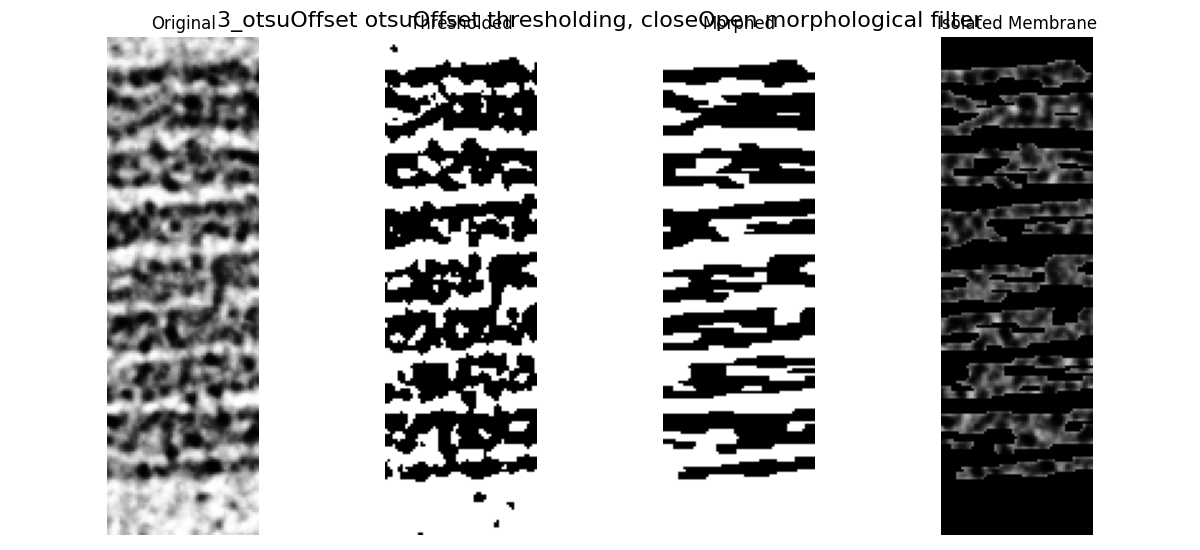 3_otsuOffset otsuOffset thresholding, closeOpen morphological filter
Original
Thresholded
Morphed
Isolated Membrane